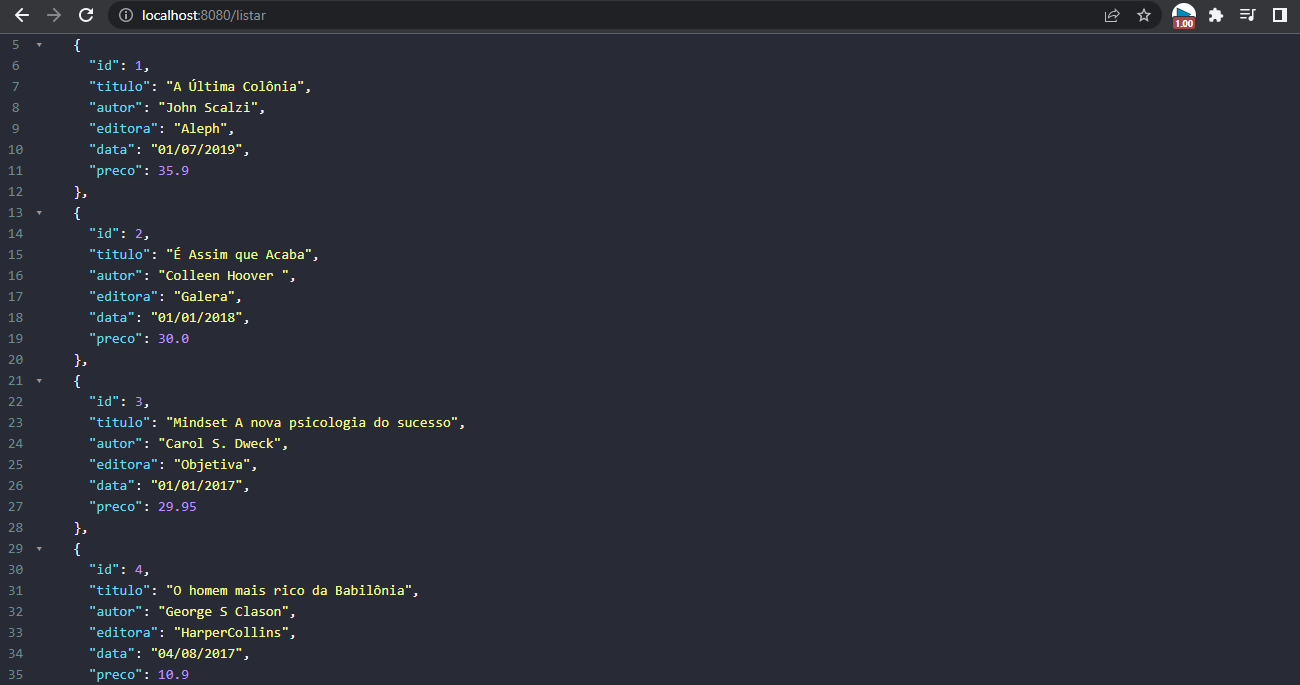 localhost:8080/listar
1.00
5 {
6 "id": 1,
7 "titulo": "A Última Colônia",
8 "autor": "John Scalzi",
9 "editora": "Aleph",
10 "data": "01/07/2019",
11 "preco": 35.9
12 },
13 {
14 "id": 2,
15 "titulo": "É Assim que Acaba",
16 "autor": "Colleen Hoover ",
17 "editora": "Galera",
18 "data": "01/01/2018",
19 "preco": 30.0
20 },
21 {
22 "id": 3,
23 "titulo": "Mindset A nova psicologia do sucesso",
24 "autor": "Carol S. Dweck",
25 "editora": "Objetiva",
26 "data": "01/01/2017",
27 "preco": 29.95
28 },
29 {
30 "id": 4,
31 "titulo": "O homem mais rico da Babilônia",
32 "autor": "George S Clason",
33 "editora": "HarperCollins",
34 "data": "04/08/2017",
35 "preco": 10.9